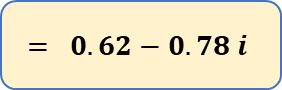 = 0.62 − 0.78 i